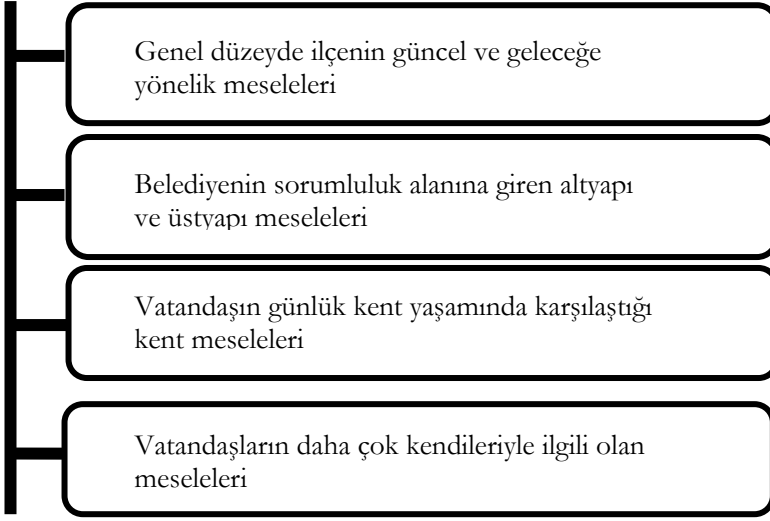 Genel düzeyde ilçenin güncel ve geleceğe
yönelik meseleleri
Belediyenin sorumluluk alanına giren altyapı
ve üstyapı meseleleri
Vatandaşın günlük kent yaşamında karşılaştığı
kent meseleleri
Vatandaşların daha çok kendileriyle ilgili olan
meseleleri